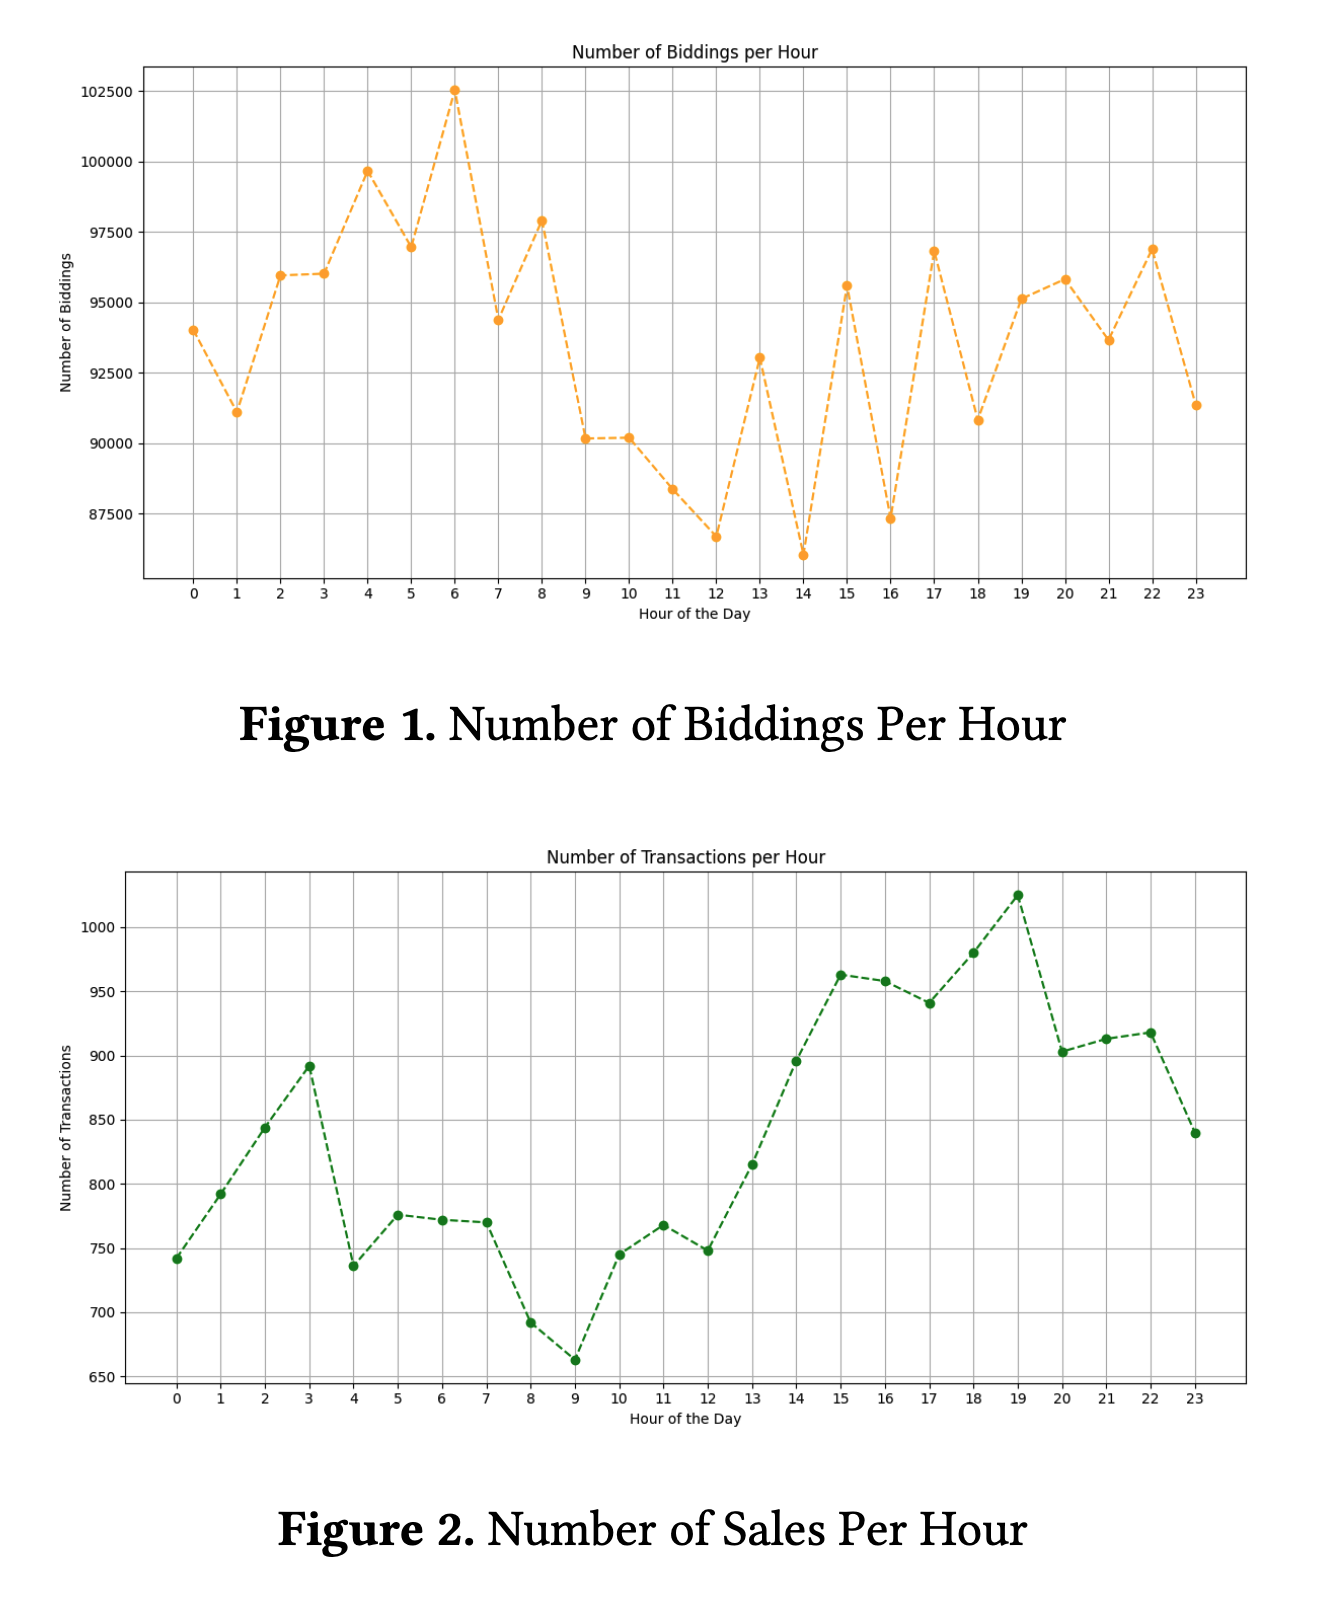 Number of Biddings per Hour
Number of Biddings
102500
100000
97500
95000
92500
90000
87500
0 1 2 3 4 5 6 7 8 9 10 11 12 13 14 15 16 17 18 19 20 21 22 23
Hour of the Day
Figure 1. Number of Biddings Per Hour
Number of Transactions per Hour
Number of Transactions
1000
950
900
850
800
750
700
650
0 1 2 3 4 5 6 7 8 9 10 11 12 13 14 15 16 17 18 19 20 21 22 23
Hour of the Day
Figure 2. Number of Sales Per Hour